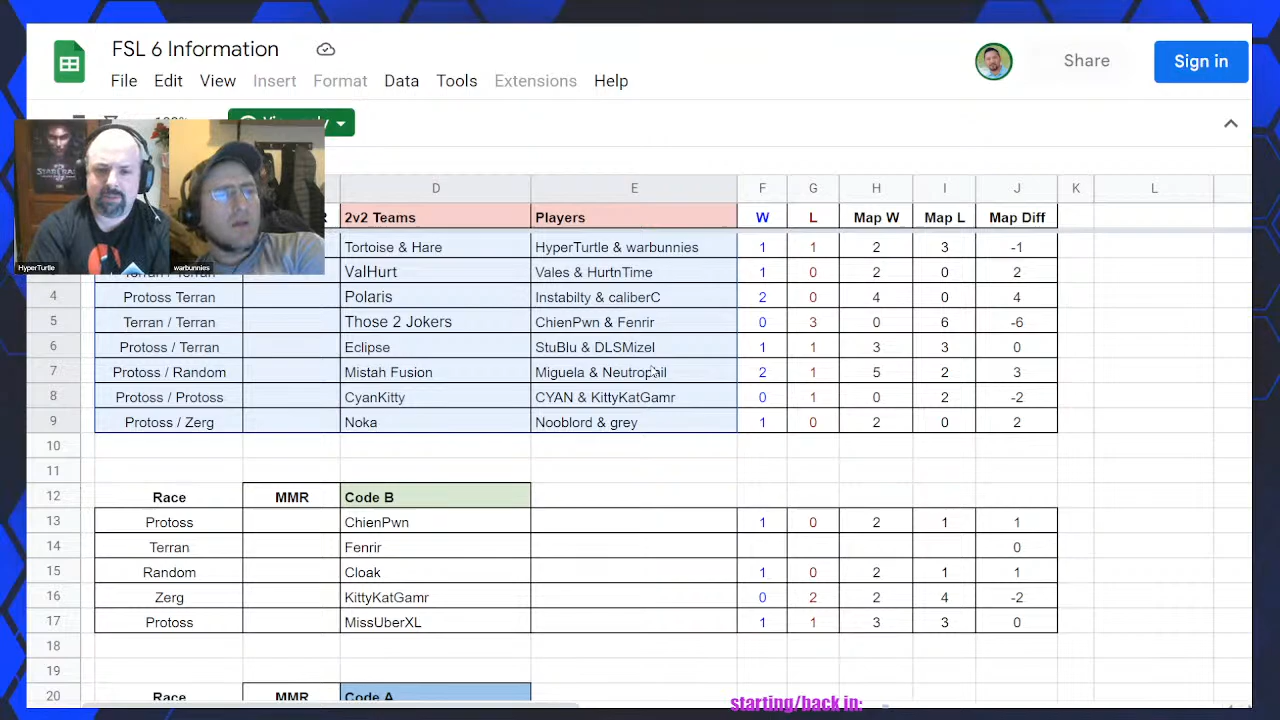 FSL 6 Information
Share
Sign in
File Edit View Insert Format Data Tools Extensions Help
STARCRAFT
HyperTurtle
warbunnies
D E F G H I J K L
2v2 Teams Players W L Map W Map L Map Diff
Tortoise & Hare HyperTurtle & warbunnies 1 1 2 3 -1
Terran / Terran ValHurt Vales & HurtnTime 1 0 2 0 2
4 Protoss Terran Polaris Instabilty & caliberC 2 0 4 0 4
5 Terran / Terran Those 2 Jokers ChienPwn & Fenrir 0 3 0 6 -6
6 Protoss / Terran Eclipse StuBlu & DLSMizel 1 1 3 3 0
7 Protoss / Random Mistah Fusion Miguela & Neutrophil 2 1 5 2 3
8 Protoss / Protoss CyanKitty CYAN & KittyKatGamr 0 1 0 2 -2
9 Protoss / Zerg Noka Nooblord & grey 1 0 2 0 2
10
11
12 Race MMR Code B
13 Protoss ChienPwn 1 0 2 1 1
14 Terran Fenrir 0
15 Random Cloak 1 0 2 1 1
16 Zerg KittyKatGamr 0 2 2 4 -2
17 Protoss MissUberXL 1 1 3 3 0
18
19
20 Race MMR Code A
starting/back in: